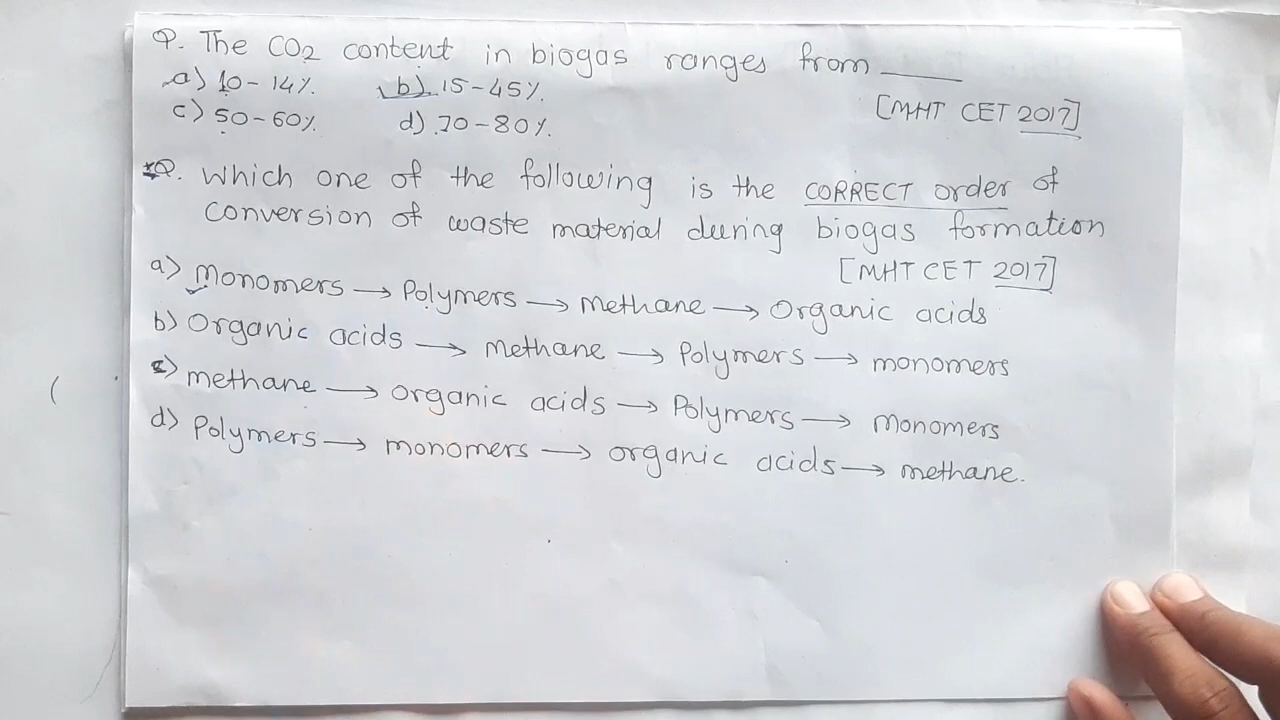 Q. The CO2 content in biogas ranges from ____
a) 10-14%. b) 15-45%.
[MHT CET 2017]
c) 50-60%. d) 70-80%.
*Q. Which one of the following is the CORRECT order of
conversion of waste material during biogas formation
[MHT CET 2017]
a) Monomers → Polymers → Methane → Organic acids
b) Organic acids → Methane → Polymers → monomers
c) methane → organic acids → Polymers → monomers
d) Polymers → monomers → organic acids → methane.